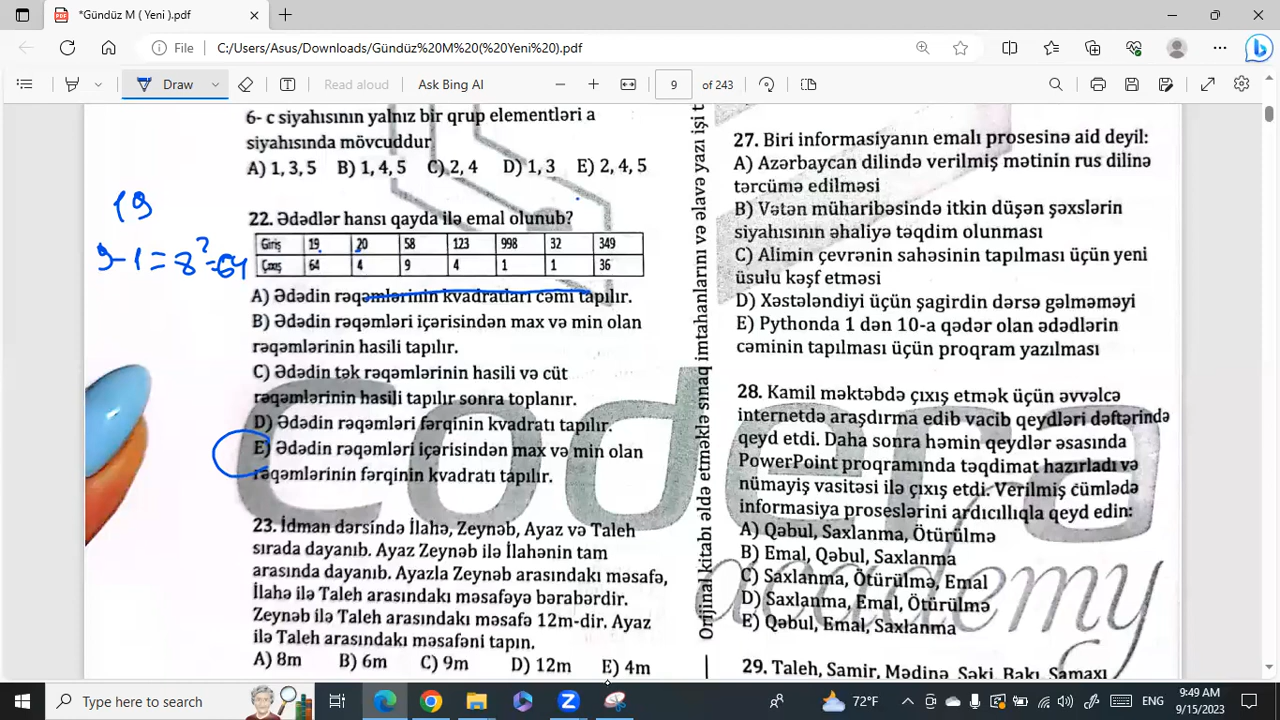 *Gündüz M ( Yeni ).pdf
File C:/Users/Asus/Downloads/Gündüz%20M%20(%20Yeni%20).pdf
Draw Read aloud Ask Bing AI 9 of 243
6- c siyahısının yalnız bir qrup elementləri a
siyahısında mövcuddur
A) 1, 3, 5 B) 1, 4, 5 C) 2, 4 D) 1, 3 E) 2, 4, 5
19
9-1=8²=64
22. Ədədlər hansı qayda ilə emal olunub?
Giriş 19 20 58 123 998 32 349
Çıxış 64 4 9 4 1 1 36
A) Ədədin rəqəmlərinin kvadratları cəmi tapılır.
B) Ədədin rəqəmləri içərisindən max və min olan
rəqəmlərinin hasili tapılır.
C) Ədədin tək rəqəmlərinin hasili və cüt
rəqəmlərinin hasili tapılır sonra toplanır.
D) Ədədin rəqəmləri fərqinin kvadratı tapılır.
E) Ədədin rəqəmləri içərisindən max və min olan
rəqəmlərinin fərqinin kvadratı tapılır.
23. İdman dərsində İlahə, Zeynəb, Ayaz və Taleh
sırada dayanıb. Ayaz Zeynəb ilə İlahənin tam
arasında dayanıb. Ayazla Zeynəb arasındakı məsafə,
İlahə ilə Taleh arasındakı məsafəyə bərabərdir.
Zeynəb ilə Taleh arasındakı məsafə 12m-dir. Ayaz
ilə Taleh arasındakı məsafəni tapın.
A) 8m B) 6m C) 9m D) 12m E) 4m
Orijinal kitabı əldə etməklə sınaq imtahanlarını və əlavə yazı işi t
27. Biri informasiyanın emalı prosesinə aid deyil:
A) Azərbaycan dilində verilmiş mətinin rus dilinə
tərcümə edilməsi
B) Vətən müharibəsində itkin düşən şəxslərin
siyahısının əhaliyə təqdim olunması
C) Alimin çevrənin sahəsinin tapılması üçün yeni
üsulu kəşf etməsi
D) Xəstələndiyi üçün şagirdin dərsə gəlməməyi
E) Pythonda 1 dən 10-a qədər olan ədədlərin
cəminin tapılması üçün proqram yazılması
28. Kamil məktəbdə çıxış etmək üçün əvvəlcə
internetdə araşdırma edib vacib qeydləri dəftərində
qeyd etdi. Daha sonra həmin qeydlər əsasında
PowerPoint proqramında təqdimat hazırladı və
nümayiş vasitəsi ilə çıxış etdi. Verilmiş cümlədə
informasiya proseslərini ardıcıllıqla qeyd edin:
A) Qəbul, Saxlanma, Ötürülmə
B) Emal, Qəbul, Saxlanma
C) Saxlanma, Ötürülmə, Emal
D) Saxlanma, Emal, Ötürülmə
E) Qəbul, Emal, Saxlanma
29. Taleh, Samir, Mədinə, Şəki, Bakı, Şamaxı
codera
academy
Type here to search
72°F ENG 9:49 AM
9/15/2023